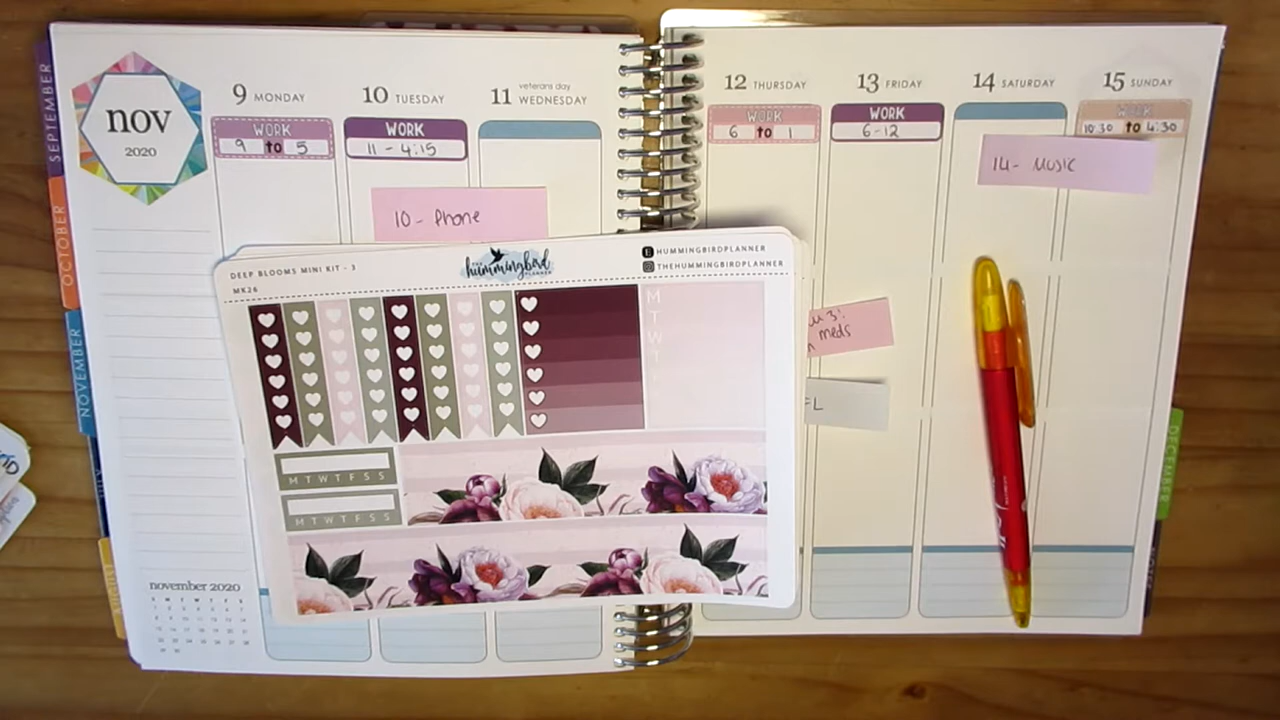 SEPTEMBER
OCTOBER
NOVEMBER
nov
2020
9 MONDAY
10 TUESDAY
veterans day
11 WEDNESDAY
WORK
9 to 5
WORK
11 - 4:15
10 - Phone
12 THURSDAY
13 FRIDAY
14 SATURDAY
15 SUNDAY
WORK
6 to 1
WORK
6-12
WORK
10:30 to 4:30
14- Music
meds
FL
DECEMBER
DEEP BLOOMS MINI KIT - 3
MK26
THE
hummingbird
PLANNER
HUMMINGBIRDPLANNER
THEHUMMINGBIRDPLANNER
M
T
W
T
M T W T F S S
M T W T F S S
november 2020